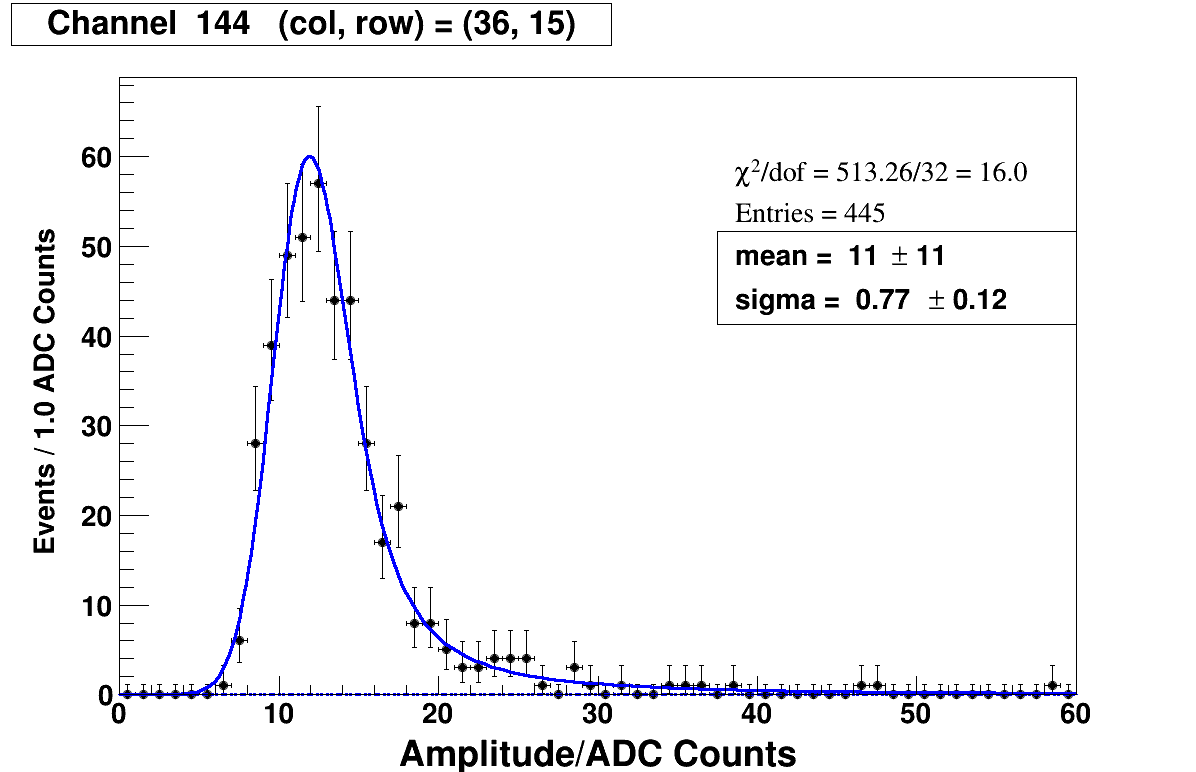 Channel 144 (col, row) = (36, 15)
χ²/dof = 513.26/32 = 16.0
Entries = 445
mean = 11 ± 11
sigma = 0.77 ± 0.12
Events / 1.0 ADC Counts
60
50
40
30
20
10
0
0 10 20 30 40 50 60
Amplitude/ADC Counts